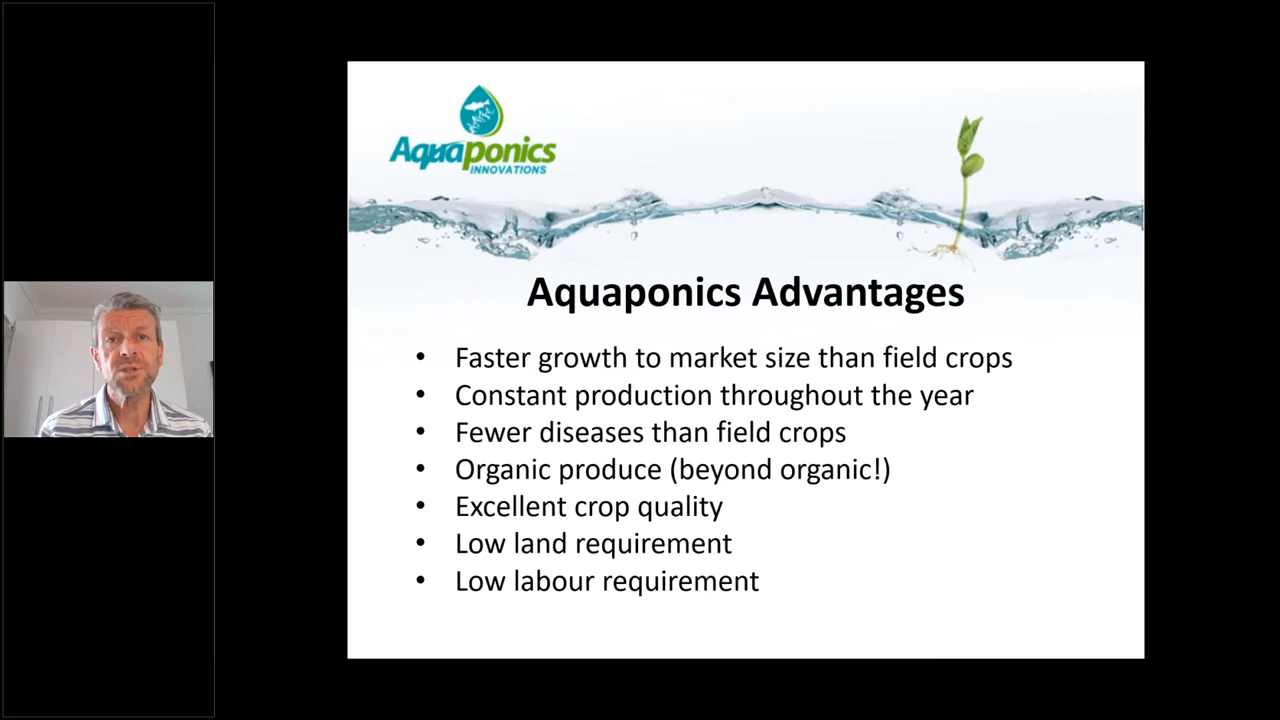 Aquaponics
INNOVATIONS
Aquaponics Advantages
• Faster growth to market size than field crops
• Constant production throughout the year
• Fewer diseases than field crops
• Organic produce (beyond organic!)
• Excellent crop quality
• Low land requirement
• Low labour requirement